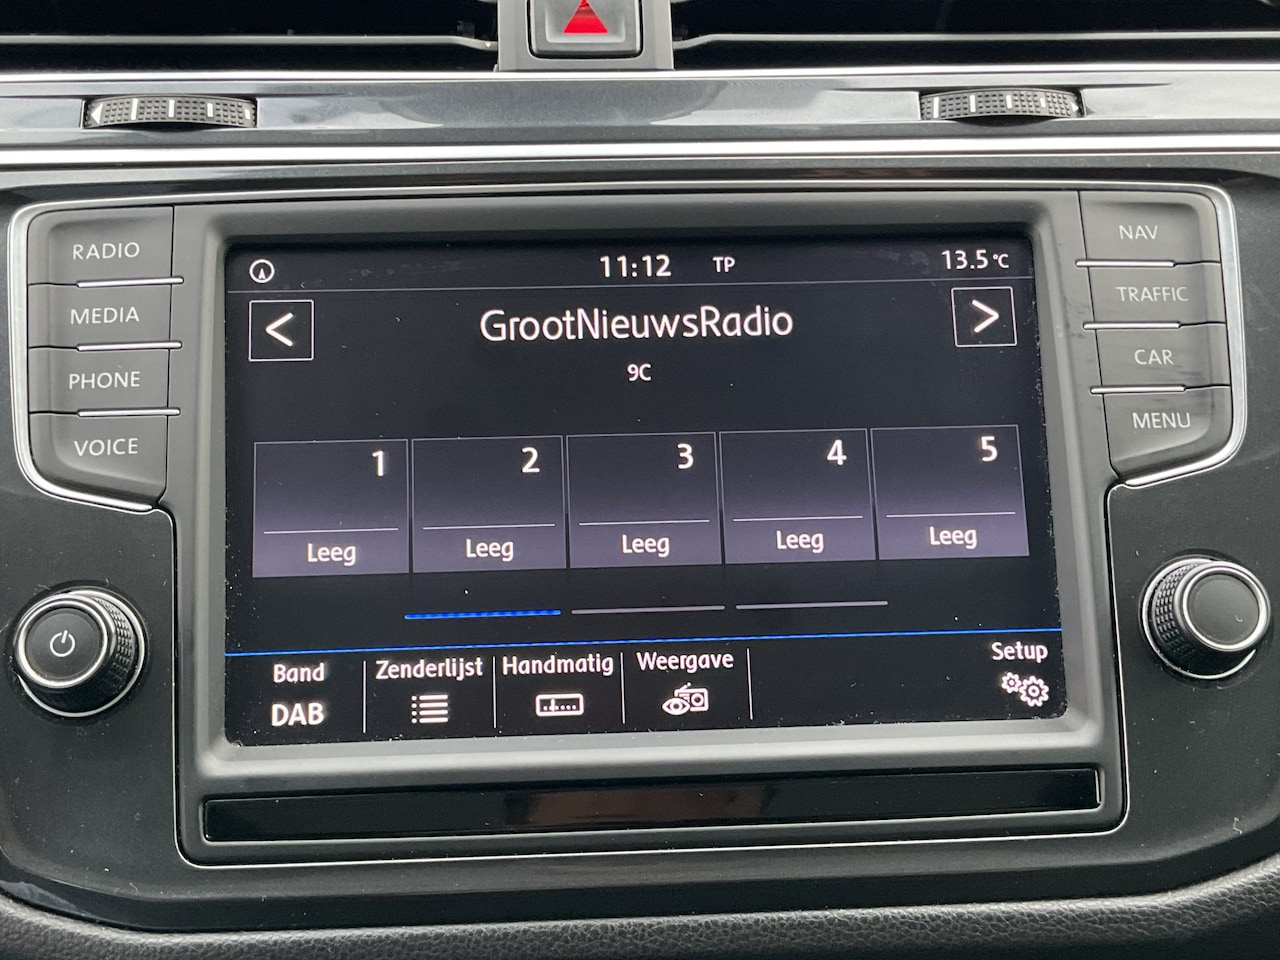 RADIO
MEDIA
PHONE
VOICE
11:12 TP 13.5°C
< GrootNieuwsRadio >
9C
1 2 3 4 5
Leeg Leeg Leeg Leeg Leeg
Band Zenderlijst Handmatig Weergave Setup
DAB
NAV
TRAFFIC
CAR
MENU